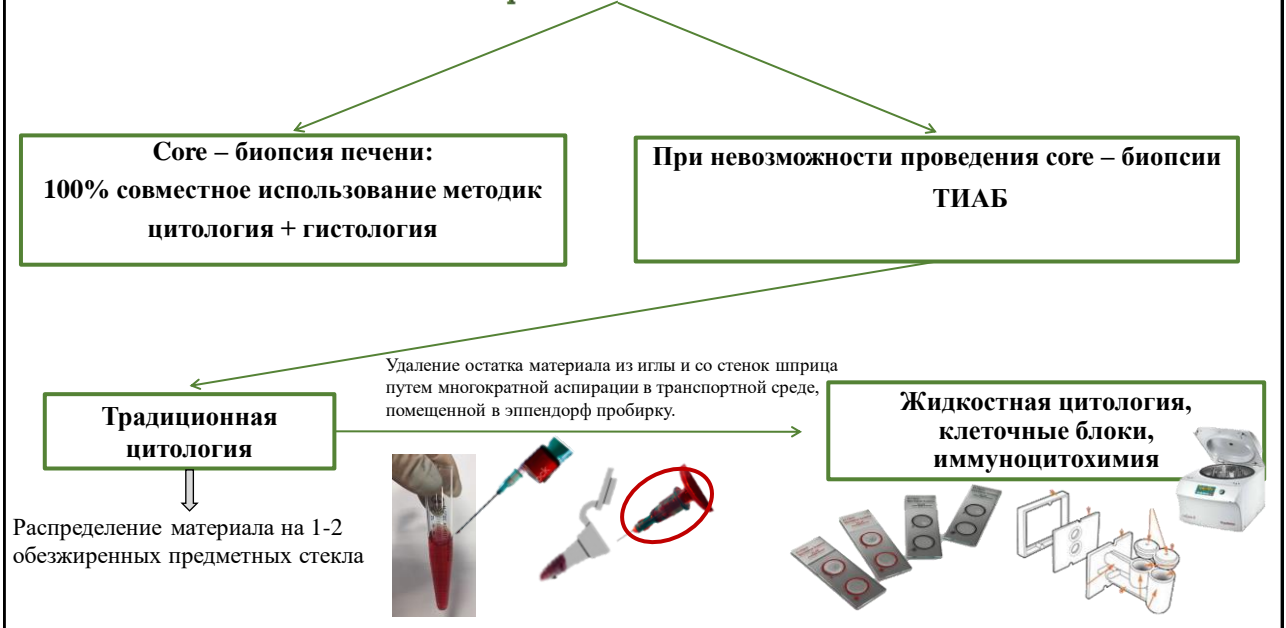 Core – биопсия печени:
100% совместное использование методик
цитология + гистология
При невозможности проведения core – биопсии
ТИАБ
Удаление остатка материала из иглы и со стенок шприца
путем многократной аспирации в транспортной среде,
помещенной в эппендорф пробирку.
Традиционная
цитология
Жидкостная цитология,
клеточные блоки,
иммуноцитохимия
Распределение материала на 1-2
обезжиренных предметных стекла